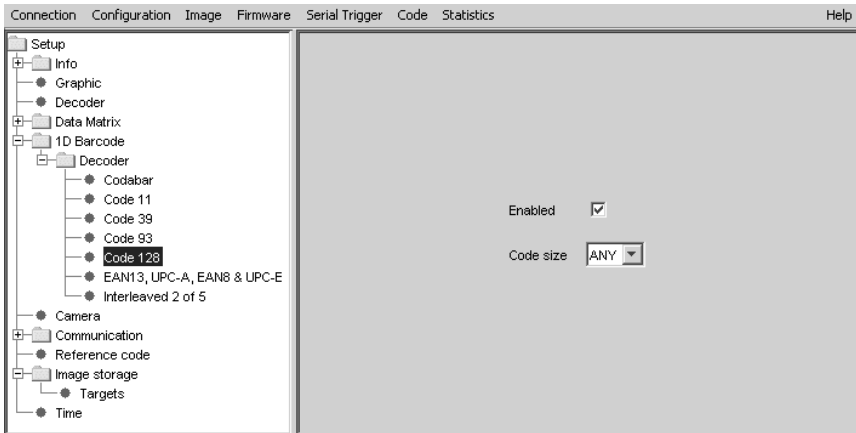 Connection Configuration Image Firmware Serial Trigger Code Statistics Help
Setup
Info
Graphic
Decoder
Data Matrix
1D Barcode
Decoder
Codabar
Code 11
Code 39
Code 93
Code 128
EAN13, UPC-A, EAN8 & UPC-E
Interleaved 2 of 5
Camera
Communication
Reference code
Image storage
Targets
Time
Enabled
Code size ANY